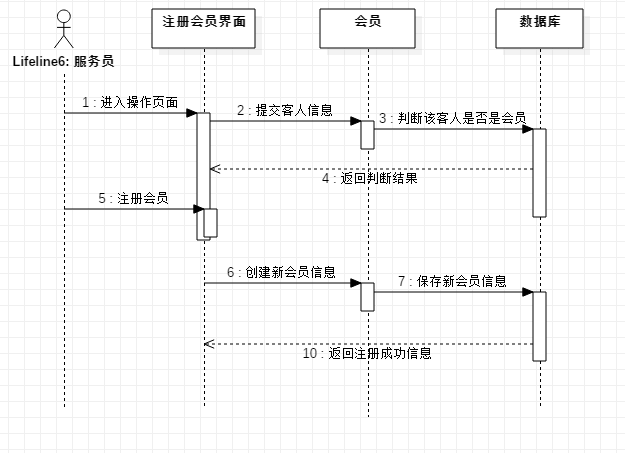 注册会员界面
会员
数据库
Lifeline6: 服务员
1 : 进入操作页面
2 : 提交客人信息
3 : 判断该客人是否是会员
4 : 返回判断结果
5 : 注册会员
6 : 创建新会员信息
7 : 保存新会员信息
10 : 返回注册成功信息